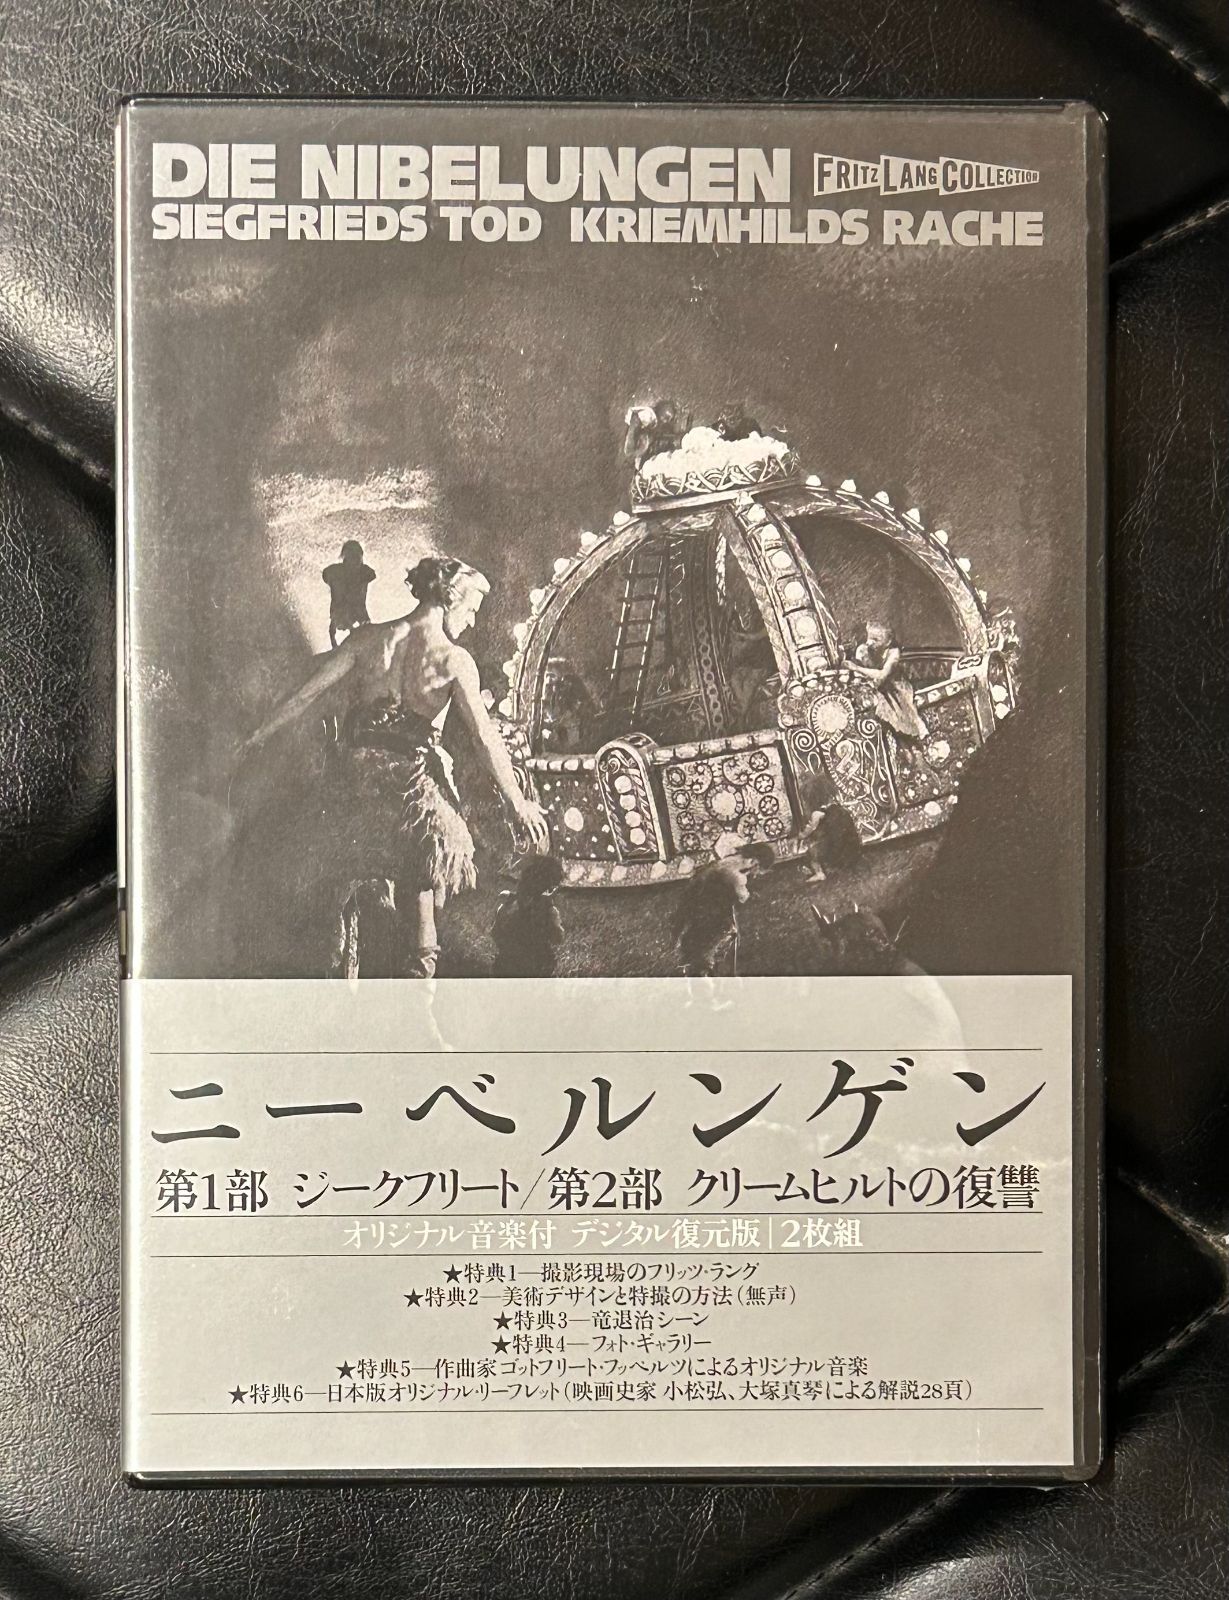 DIE NIBELUNGEN FRITZ LANG COLLECTION
SIEGFRIEDS TOD KRIEMHILDS RACHE
ニーベルンゲン
第1部 ジークフリート/第2部 クリームヒルトの復讐
オリジナル音楽付 デジタル復元版|2枚組
★特典1—撮影現場のフリッツ・ラング
★特典2—美術デザインと特撮の方法(無声)
★特典3—竜退治シーン
★特典4—フォト・ギャラリー
★特典5—作曲家ゴットフリート・フッペルツによるオリジナル音楽
★特典6—日本版オリジナル・リーフレット(映画史家 小松弘、大塚真琴による解説28頁)